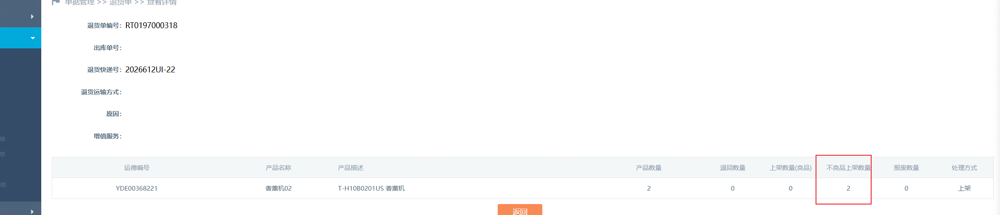 单据管理 >> 退货单 >> 查看详情
退货单编号： RT0197000318
出库单号：
退货快递号： 2026612UI-22
退货运输方式：
原因：
增值服务：
单
单
单
运德编号 产品名称 产品描述 产品数量 退回数量 上架数量(良品) 不良品上架数量 报废数量 处理方式
YDE00368221 香薰机02 T-H10B0201US 香薰机 2 0 0 2 0 上架
返回